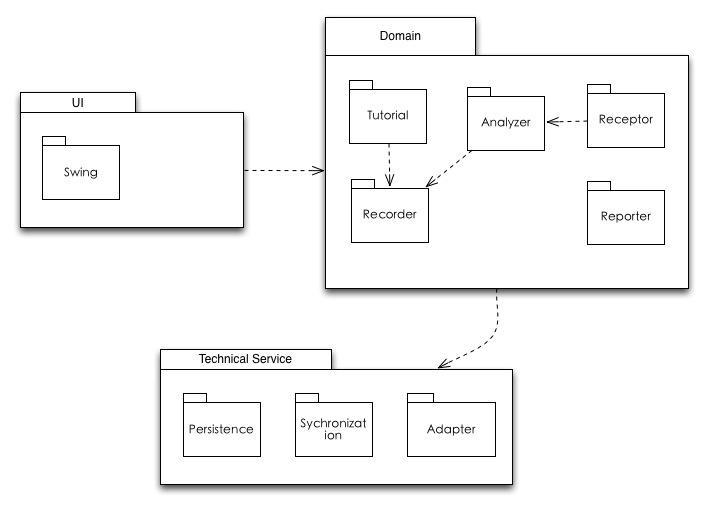 Domain
UI
Tutorial
Analyzer
Receptor
Swing
Recorder
Reporter
Technical Service
Persistence
Sychronizat
ion
Adapter